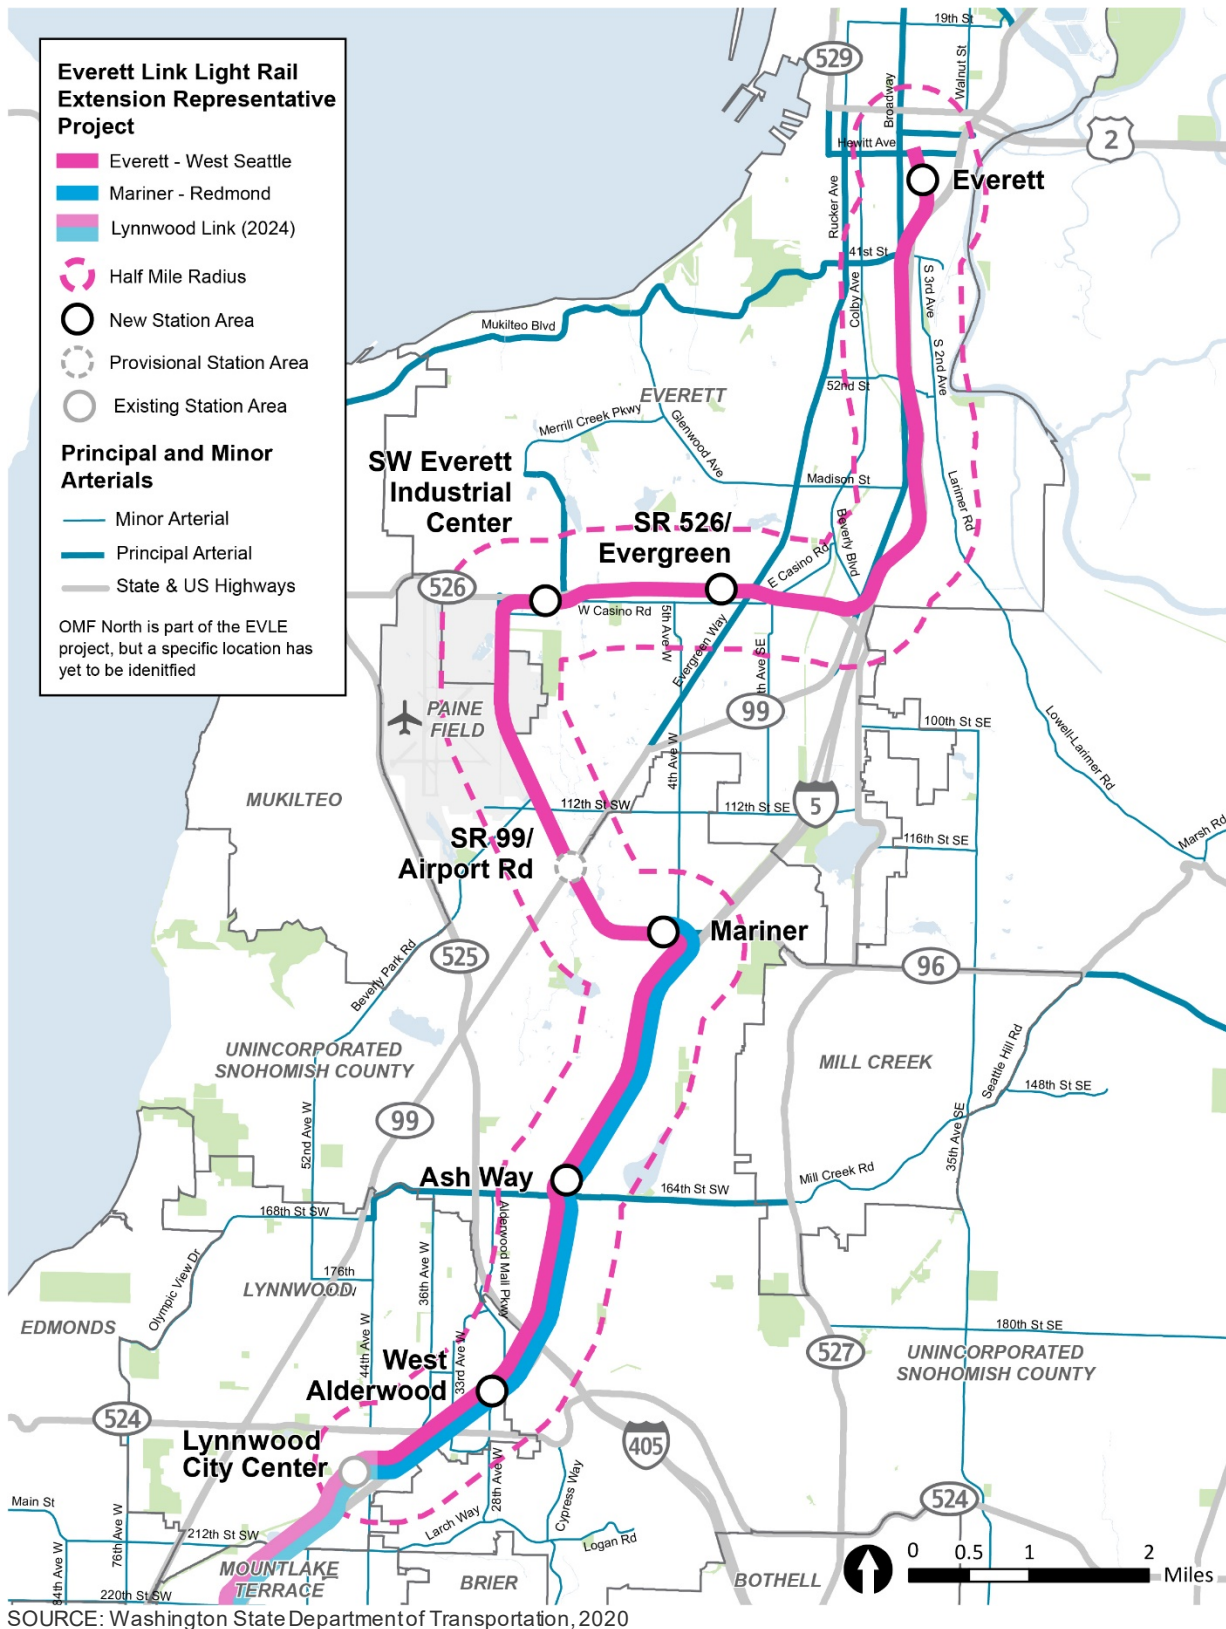 Everett Link Light Rail
Extension Representative
Project
Everett - West Seattle
Mariner - Redmond
Lynnwood Link (2024)
Half Mile Radius
New Station Area
Provisional Station Area
Existing Station Area
Principal and Minor
Arterials
Minor Arterial
Principal Arterial
State & US Highways
OMF North is part of the EVLE
project, but a specific location has
yet to be idenitfied
19th St
529
Broadway
Walnut St
2
Hewitt Ave
Everett
Rucker Ave
41st St
S 3rd Ave
Colby Ave
Mukilteo Blvd
S 2nd Ave
52nd St
EVERETT
Merrill Creek Pkwy
Glenwood Ave
SW Everett
Industrial
Center
Madison St
Larimer Rd
SR 526/
Evergreen
Beverly Blvd
E Casino Rd
526
W Casino Rd
5th Ave W
Evergreen Way
th Ave SE
99
PAINE
FIELD
Lowell-Larimer Rd
100th St SE
4th Ave W
MUKILTEO
112th St SW
112th St SE
5
116th St SE
Marsh Rd
SR 99/
Airport Rd
Mariner
525
96
Beverly Park Rd
UNINCORPORATED
SNOHOMISH COUNTY
MILL CREEK
Seattle Hill Rd
148th St SE
99
52nd Ave W
35th Ave SE
Ash Way
164th St SW
Mill Creek Rd
168th St SW
Alderwood Mall Pkwy
Olympic View Dr
176th
36th Ave W
LYNNWOOD
EDMONDS
44th Ave W
180th St SE
33rd Ave W
527
UNINCORPORATED
SNOHOMISH COUNTY
West
Alderwood
524
Lynnwood
City Center
405
28th Ave W
Cypress Way
524
Main St
76th Ave W
212th St SW
Larch Way
Logan Rd
84th Ave W
MOUNTLAKE
TERRACE
BRIER
BOTHELL
220th St SW
0 0.5 1 2
Miles
SOURCE: Washington State Department of Transportation, 2020